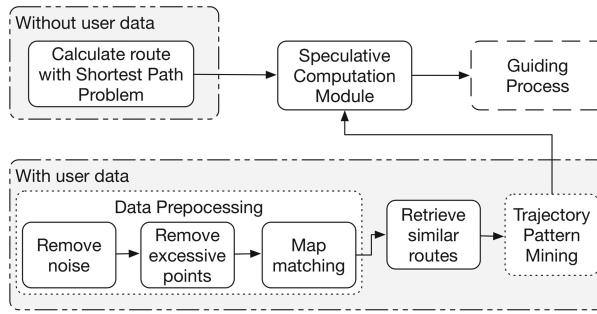 Without user data
Calculate route
with Shortest Path
Problem
Speculative
Computation
Module
Guiding
Process
With user data
Data Prepocessing
Remove
noise
Remove
excessive
points
Map
matching
Retrieve
similar
routes
Trajectory
Pattern
Mining